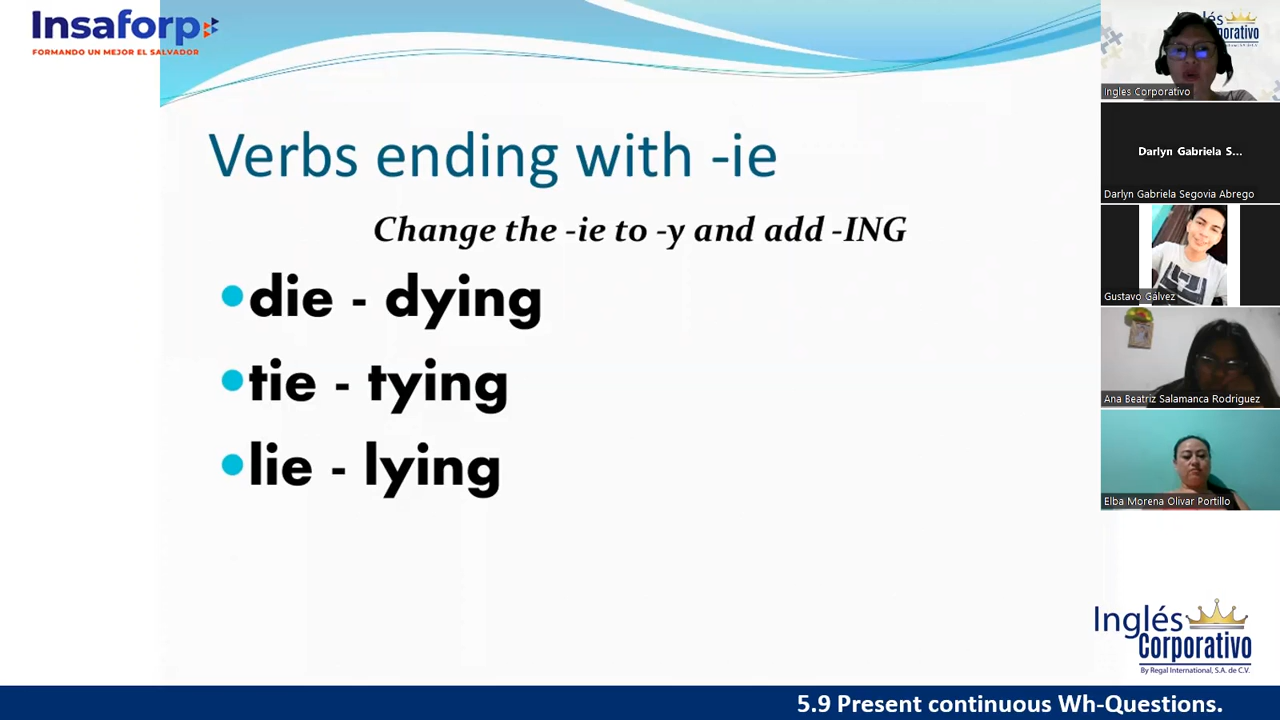 Insaforp
FORMANDO UN MEJOR EL SALVADOR
Verbs ending with -ie
Change the -ie to -y and add -ING
die - dying
tie - tying
lie - lying
Ingles Corporativo
Darlyn Gabriela S...
Darlyn Gabriela Segovia Abrego
Gustavo Gálvez
Ana Beatriz Salamanca Rodriguez
Elba Morena Olivar Portillo
Inglés
Corporativo
By Regal International, S.A. de C.V.
5.9 Present continuous Wh-Questions.